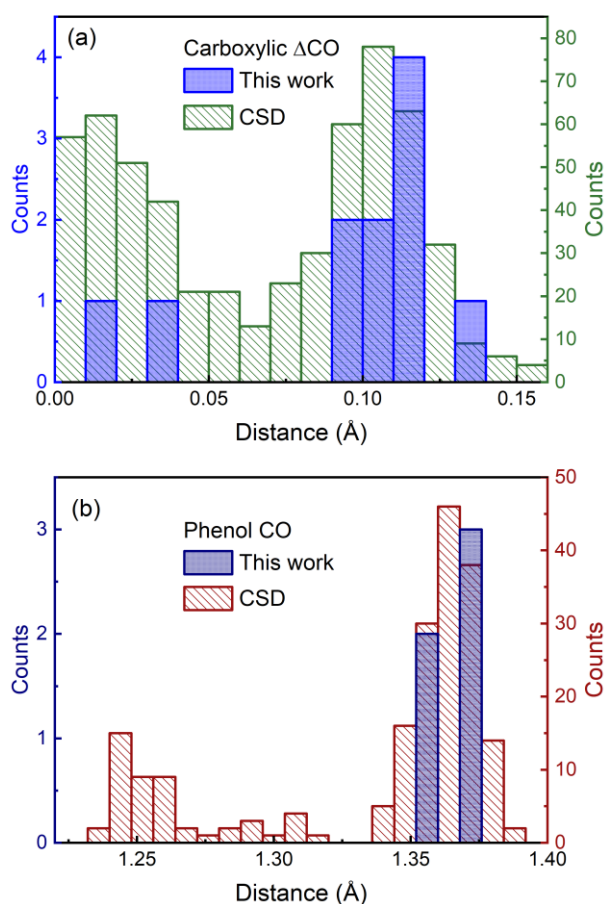 (a)
Carboxylic ΔCO
This work
CSD
Counts
4
3
2
1
0
Counts
80
70
60
50
40
30
20
10
0
0.00 0.05 0.10 0.15
Distance (Å)
(b)
Phenol CO
This work
CSD
Counts
3
2
1
0
Counts
50
40
30
20
10
0
1.25 1.30 1.35 1.40
Distance (Å)